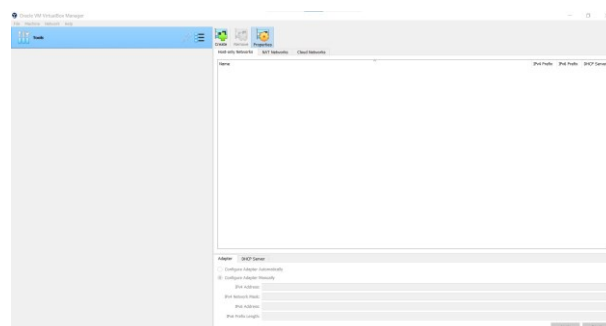 Oracle VM VirtualBox Manager
File Machine Network Help
Tools
Create Remove Properties
Host-only Networks NAT Networks Cloud Networks
Name IPv4 Prefix IPv6 Prefix DHCP Server
Adapter DHCP Server
Configure Adapter Automatically
Configure Adapter Manually
IPv4 Address:
IPv4 Network Mask:
IPv6 Address:
IPv6 Prefix Length: